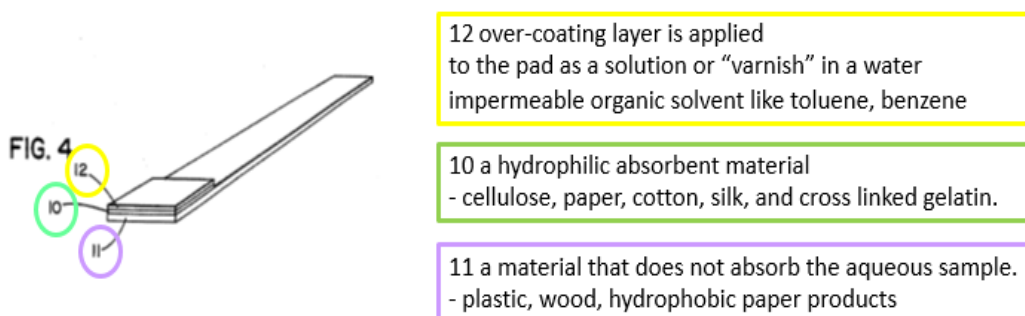 12 over-coating layer is applied
to the pad as a solution or “varnish” in a water
impermeable organic solvent like toluene, benzene
FIG. 4
12
10
11
10 a hydrophilic absorbent material
- cellulose, paper, cotton, silk, and cross linked gelatin.
11 a material that does not absorb the aqueous sample.
- plastic, wood, hydrophobic paper products